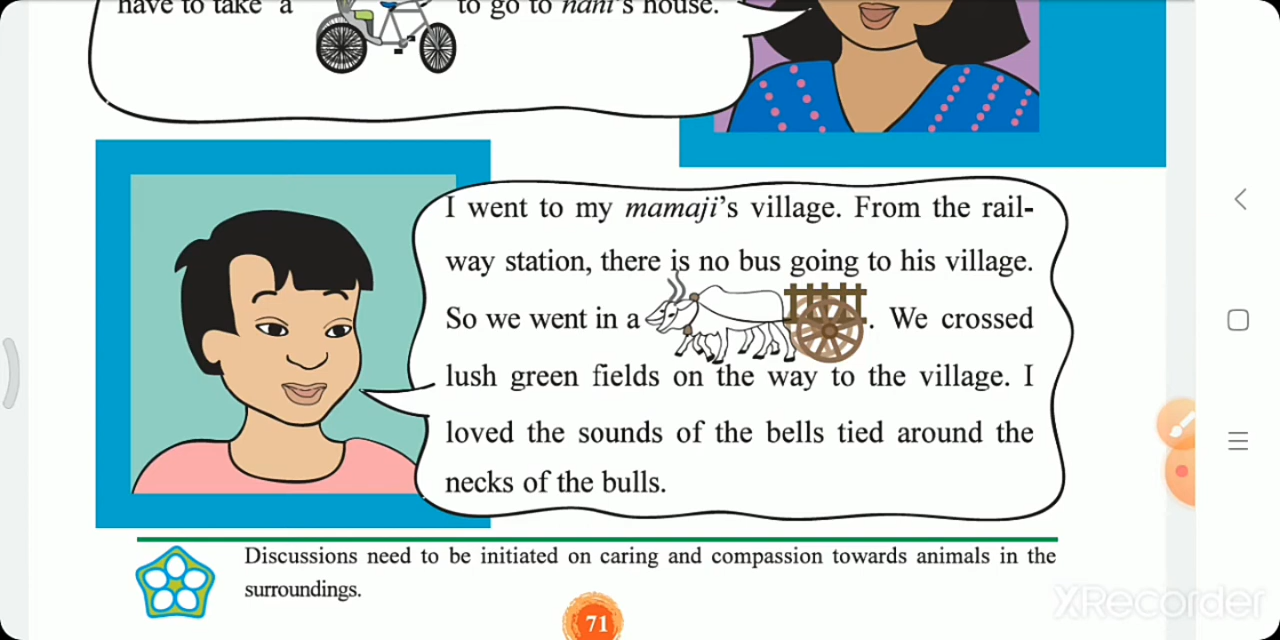 have to take a to go to nani's house.
I went to my mamaji's village. From the rail-
way station, there is no bus going to his village.
So we went in a . We crossed
lush green fields on the way to the village. I
loved the sounds of the bells tied around the
necks of the bulls.
Discussions need to be initiated on caring and compassion towards animals in the
surroundings.
71
XRecorder